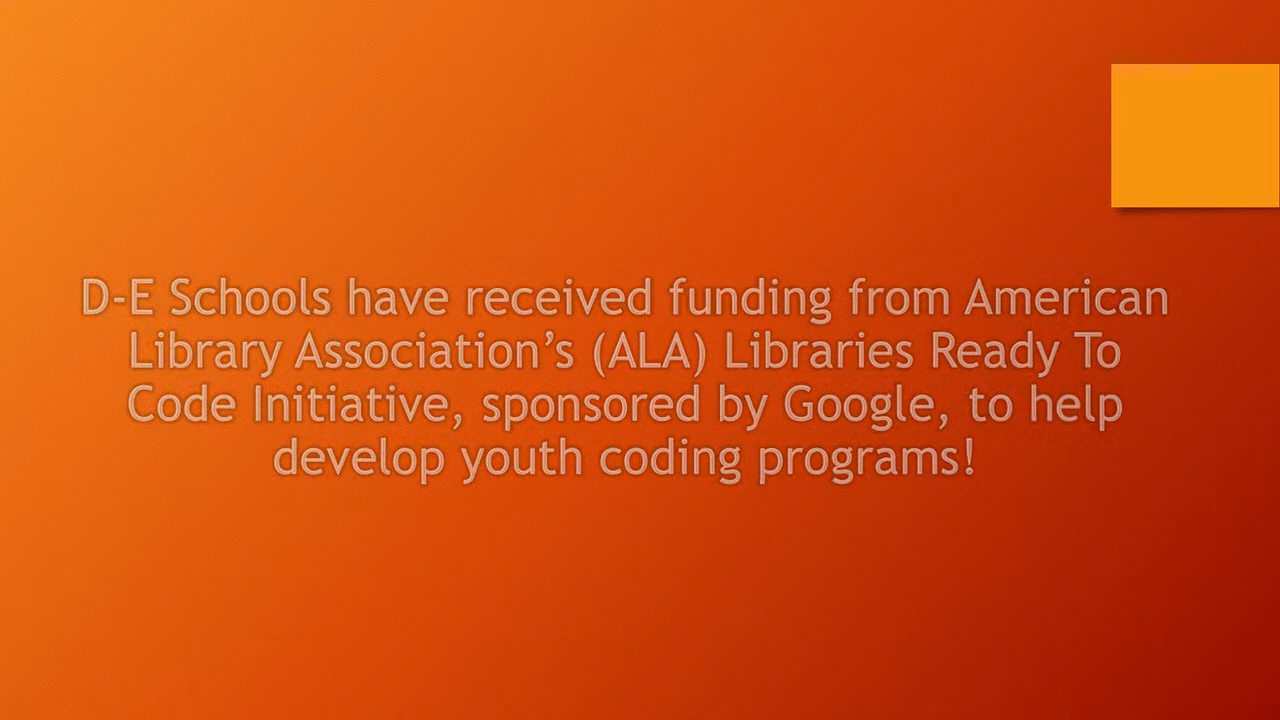 D-E Schools have received funding from American
Library Association’s (ALA) Libraries Ready To
Code Initiative, sponsored by Google, to help
develop youth coding programs!